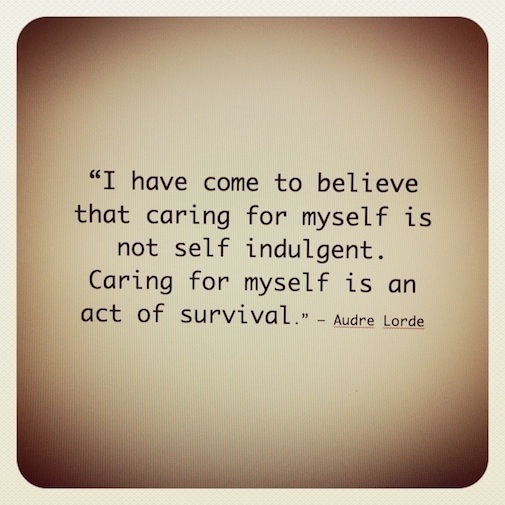 “I have come to believe
that caring for myself is
not self indulgent.
Caring for myself is an
act of survival.” – Audre Lorde